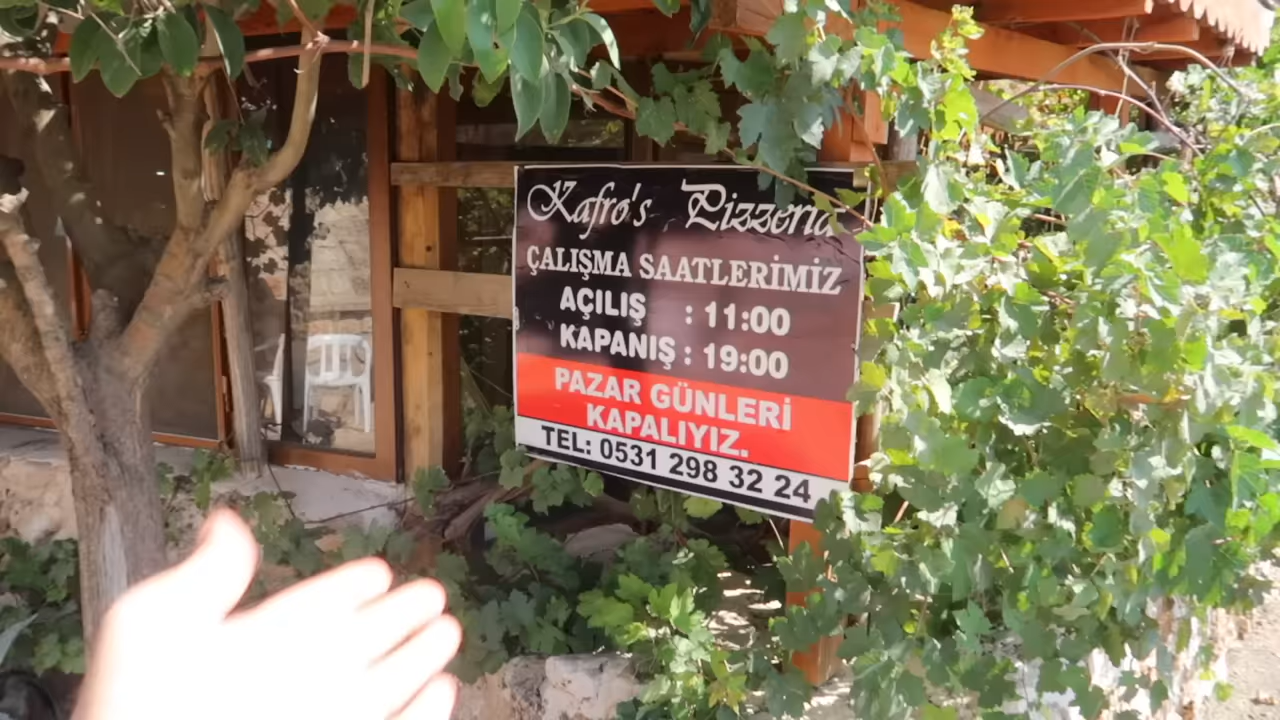 Kafro's Pizzeria
ÇALIŞMA SAATLERİMİZ
AÇILIŞ : 11:00
KAPANIŞ : 19:00
PAZAR GÜNLERİ
KAPALIYIZ.
TEL: 0531 298 32 24